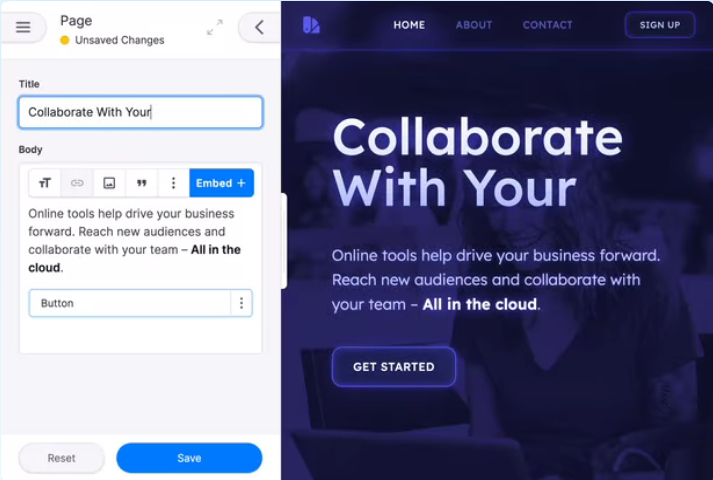 Page
Unsaved Changes
Title
Collaborate With Your
Body
Embed +
Online tools help drive your business
forward. Reach new audiences and
collaborate with your team – All in the
cloud.
Button
Reset
Save
HOME
ABOUT
CONTACT
SIGN UP
Collaborate
With Your
Online tools help drive your business forward.
Reach new audiences and collaborate with
your team – All in the cloud.
GET STARTED